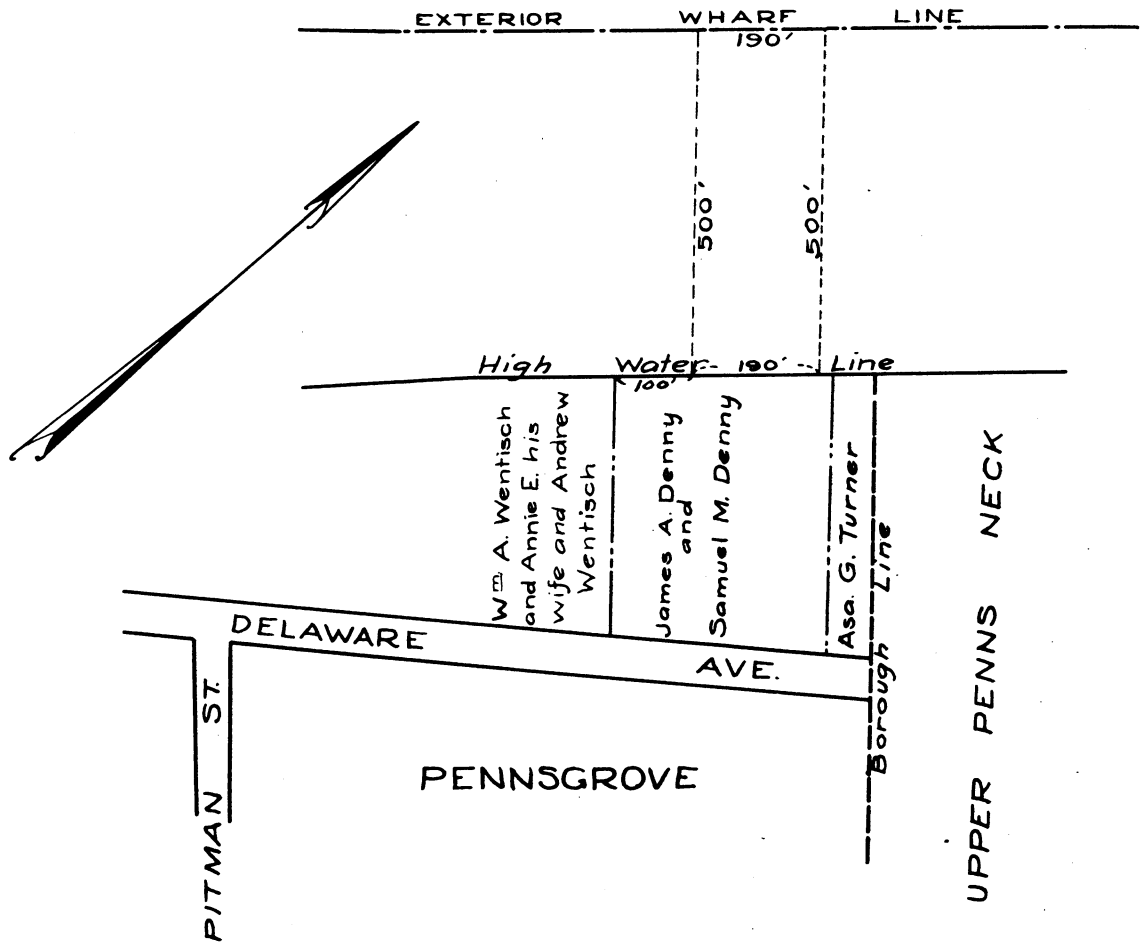 EXTERIOR WHARF LINE
190'
500'
500'
High Water Line
190'
100'
Wm A. Wentisch
and Annie E. his
wife and Andrew
Wentisch
James A. Denny
and
Samuel M. Denny
Asa. G. Turner
Borough Line
UPPER PENNS NECK
DELAWARE AVE.
PITMAN ST.
PENNSGROVE